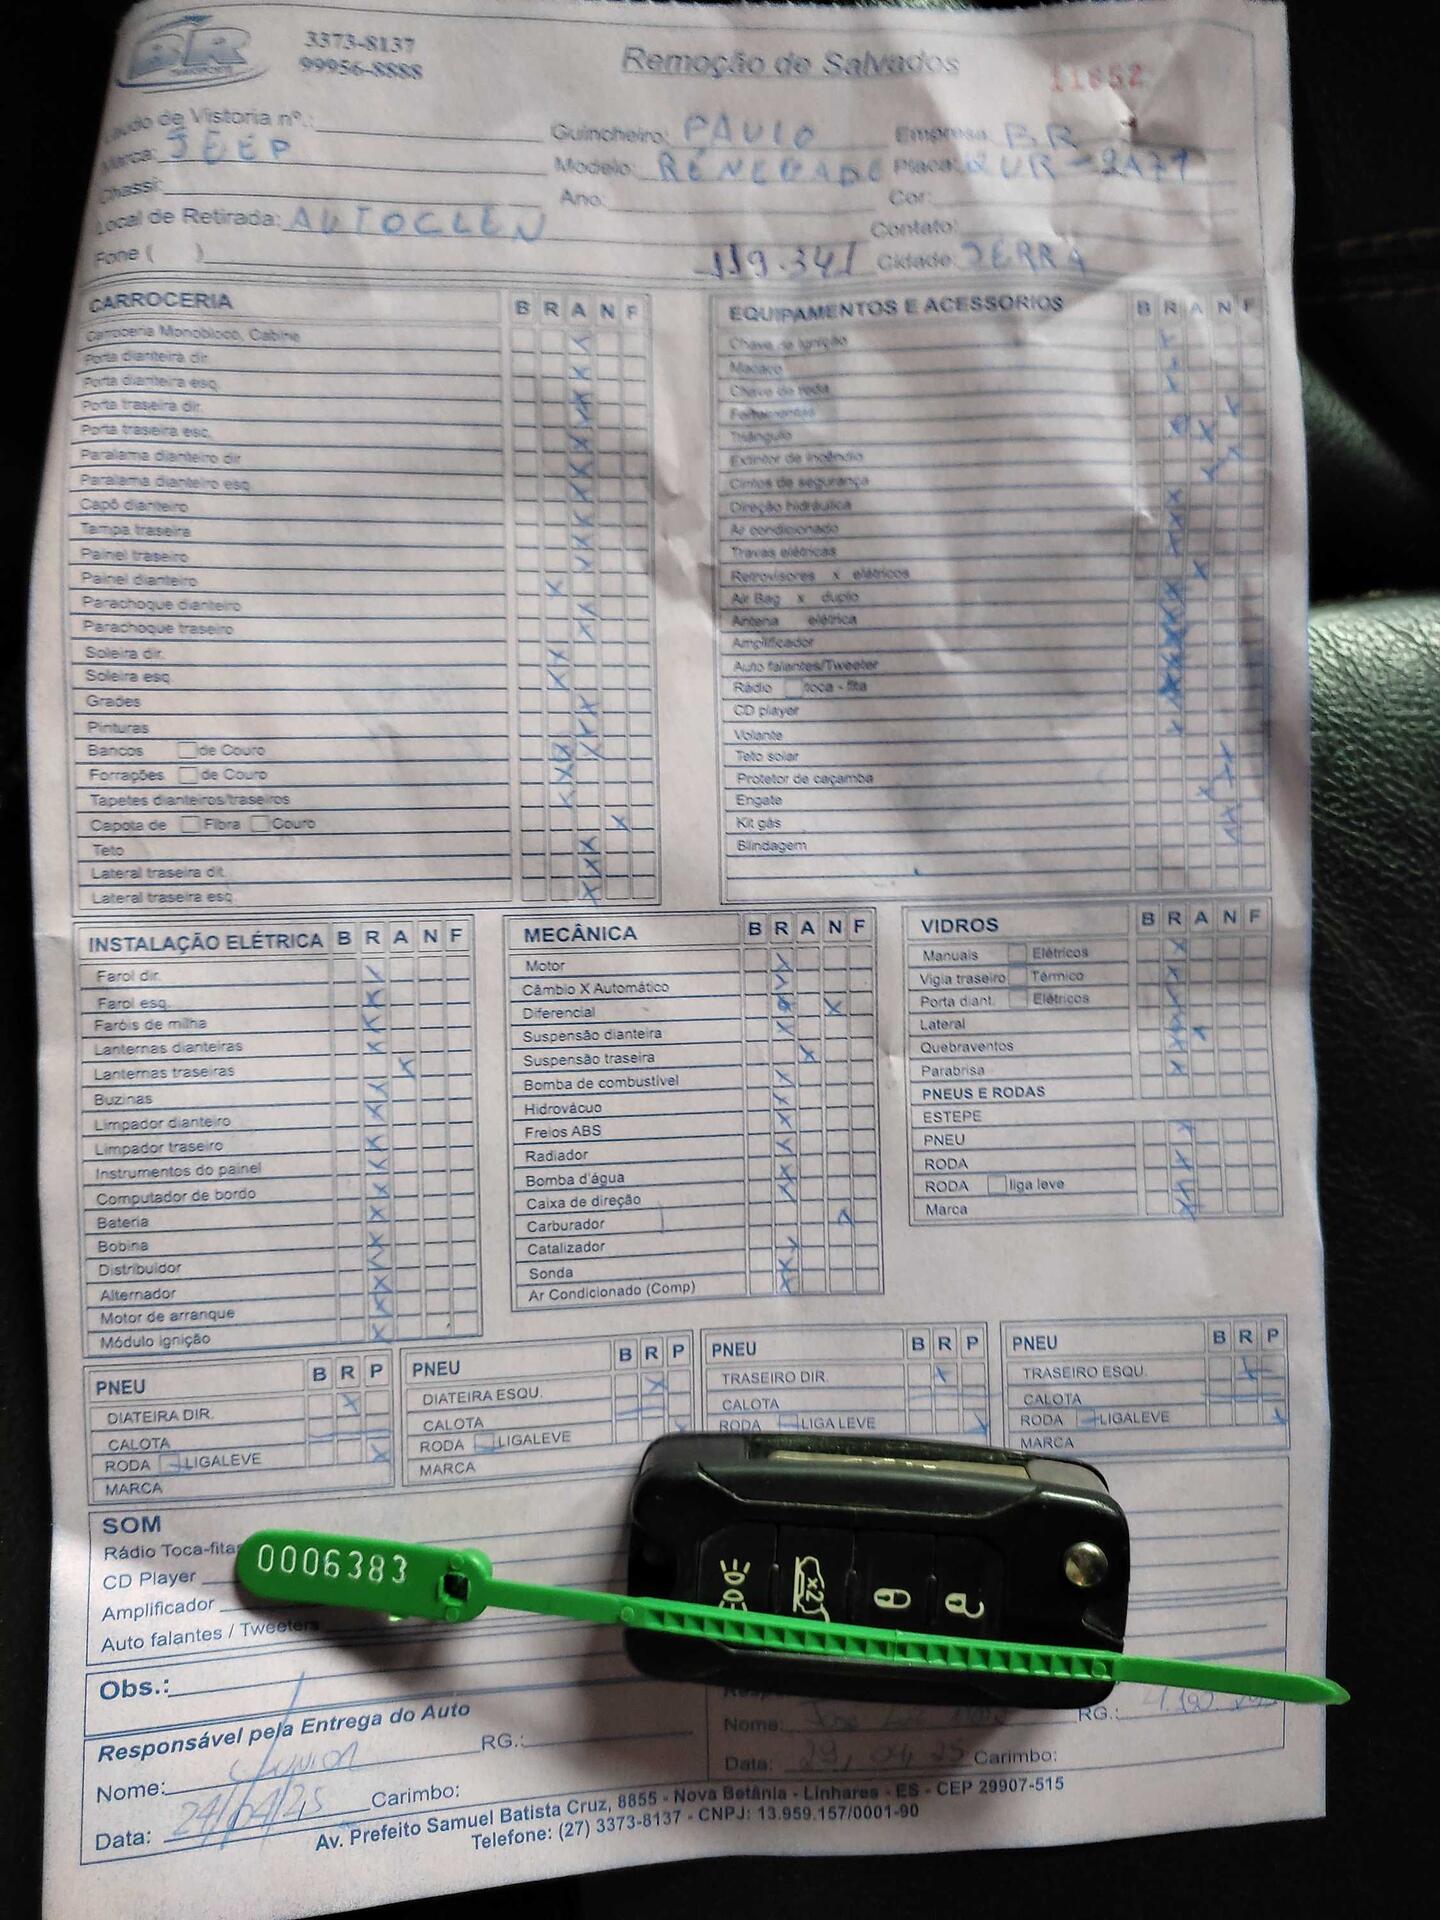 BR
3373-8137
99956-8888
Remoção de Salvados
11652
Laudo de Vistoria nº.:
Guincheiro: PAULO
Empresa: BR
Marca: JEEP
Modelo: RENEGADE
Placa: 2A71
Chassi:
Ano:
Cor:
Local de Retirada: AUTOCLEN
Contato:
Fone ( )
119.341
Cidade: SERRA
CARROCERIA B R A N F
Carroceria Monobloco, Cabine
Porta dianteira dir.
Porta dianteira esq.
Porta traseira dir.
Porta traseira esq.
Paralama dianteiro dir
Paralama dianteiro esq.
Capô dianteiro
Tampa traseira
Painel traseiro
Painel dianteiro
Parachoque dianteiro
Parachoque traseiro
Soleira dir.
Soleira esq.
Grades
Pinturas
Bancos de Couro
Forrações de Couro
Tapetes dianteiros/traseiros
Capota de Fibra Couro
Teto
Lateral traseira dit.
Lateral traseira esq.
EQUIPAMENTOS E ACESSORIOS B R A N F
Chave de ignição
Macaco
Chave de roda
Ferramentas
Triângulo
Extintor de incêndio
Cintos de segurança
Direção hidráulica
Ar condicionado
Travas elétricas
Retrovisores x elétricos
Air Bag x duplo
Antena elétrica
Amplificador
Auto falantes/Tweeter
Rádio toca - fita
CD player
Volante
Teto solar
Protetor de caçamba
Engate
Kit gás
Blindagem
INSTALAÇÃO ELÉTRICA B R A N F
Farol dir.
Farol esq.
Faróis de milha
Lanternas dianteiras
Lanternas traseiras
Buzinas
Limpador dianteiro
Limpador traseiro
Instrumentos do painel
Computador de bordo
Bateria
Bobina
Distribuidor
Alternador
Motor de arranque
Módulo ignição
MECÂNICA B R A N F
Motor
Câmbio X Automático
Diferencial
Suspensão dianteira
Suspensão traseira
Bomba de combustível
Hidrovácuo
Freios ABS
Radiador
Bomba d'água
Caixa de direção
Carburador
Catalizador
Sonda
Ar Condicionado (Comp)
VIDROS B R A N F
Manuais Elétricos
Vigia traseiro Térmico
Porta diant. Elétricos
Lateral
Quebraventos
Parabrisa
PNEUS E RODAS
ESTEPE
PNEU
RODA
RODA liga leve
Marca
PNEU B R P
DIATEIRA DIR.
CALOTA
RODA LIGALEVE
MARCA
PNEU B R P
DIATEIRA ESQU.
CALOTA
RODA LIGALEVE
MARCA
PNEU B R P
TRASEIRO DIR.
CALOTA
RODA LIGA LEVE
PNEU B R P
TRASEIRO ESQU.
CALOTA
RODA LIGALEVE
MARCA
SOM
Rádio Toca-fitas
CD Player
Amplificador
Auto falantes / Tweeters
0006383
x2
Obs.:
Responsável pela Entrega do Auto
Nome: Junior
RG.:
Data: 24/04/25
Carimbo:
Nome:
RG.:
Data: 29, 04 25
Carimbo:
Av. Prefeito Samuel Batista Cruz, 8855 - Nova Betânia - Linhares - ES - CEP 29907-515
Telefone: (27) 3373-8137 - CNPJ: 13.959.157/0001-90